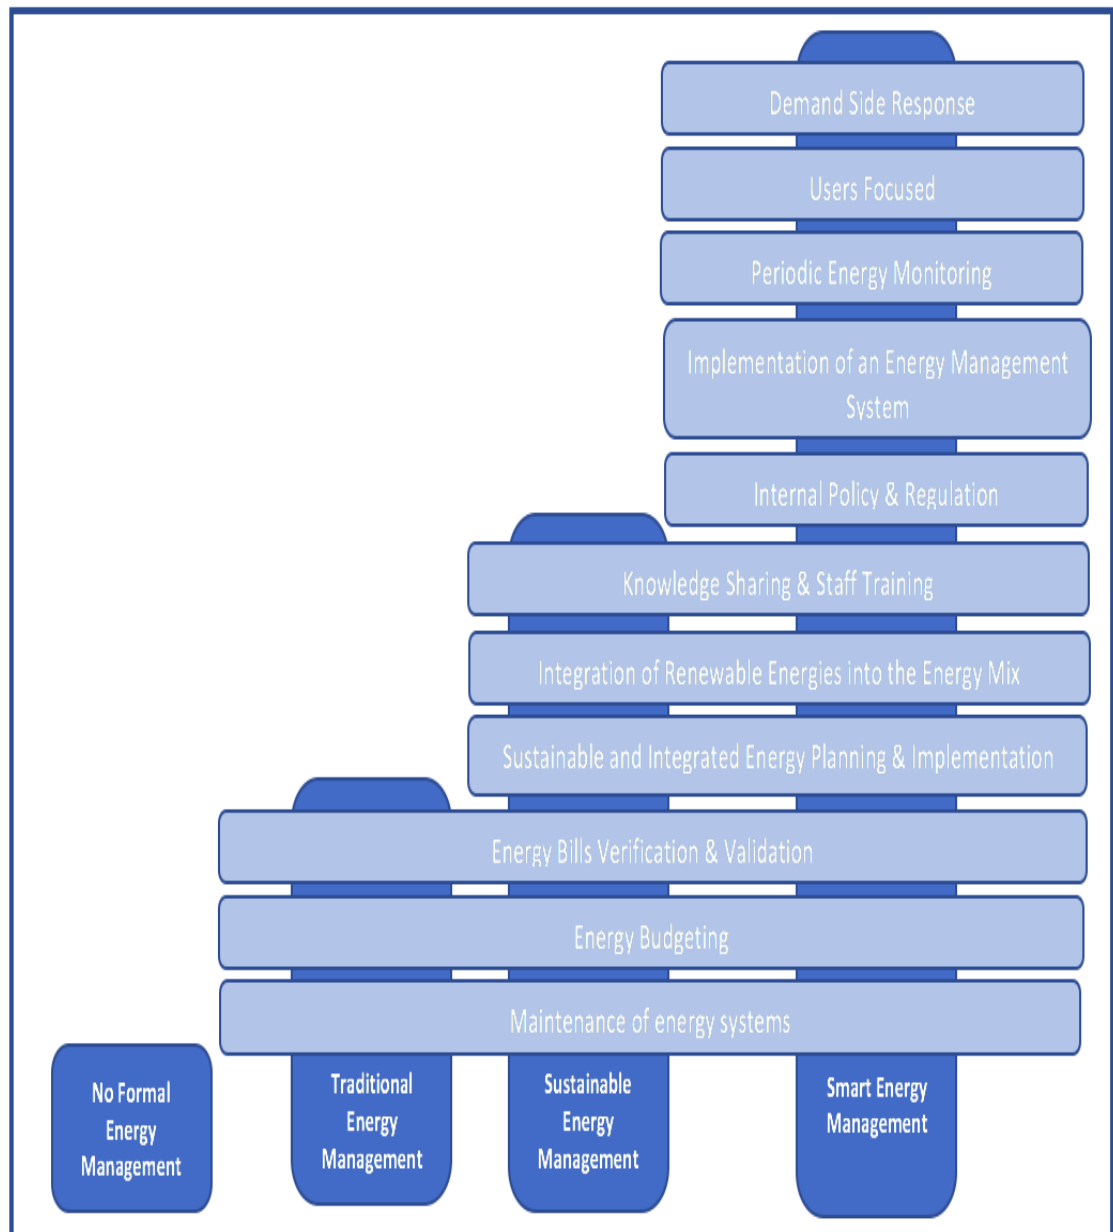 Demand Side Response
Users Focused
Periodic Energy Monitoring
Implementation of an Energy Management
System
Internal Policy & Regulation
Knowledge Sharing & Staff Training
Integration of Renewable Energies into the Energy Mix
Sustainable and Integrated Energy Planning & Implementation
Energy Bills Verification & Validation
Energy Budgeting
Maintenance of energy systems
No Formal
Energy
Management
Traditional
Energy
Management
Sustainable
Energy
Management
Smart Energy
Management